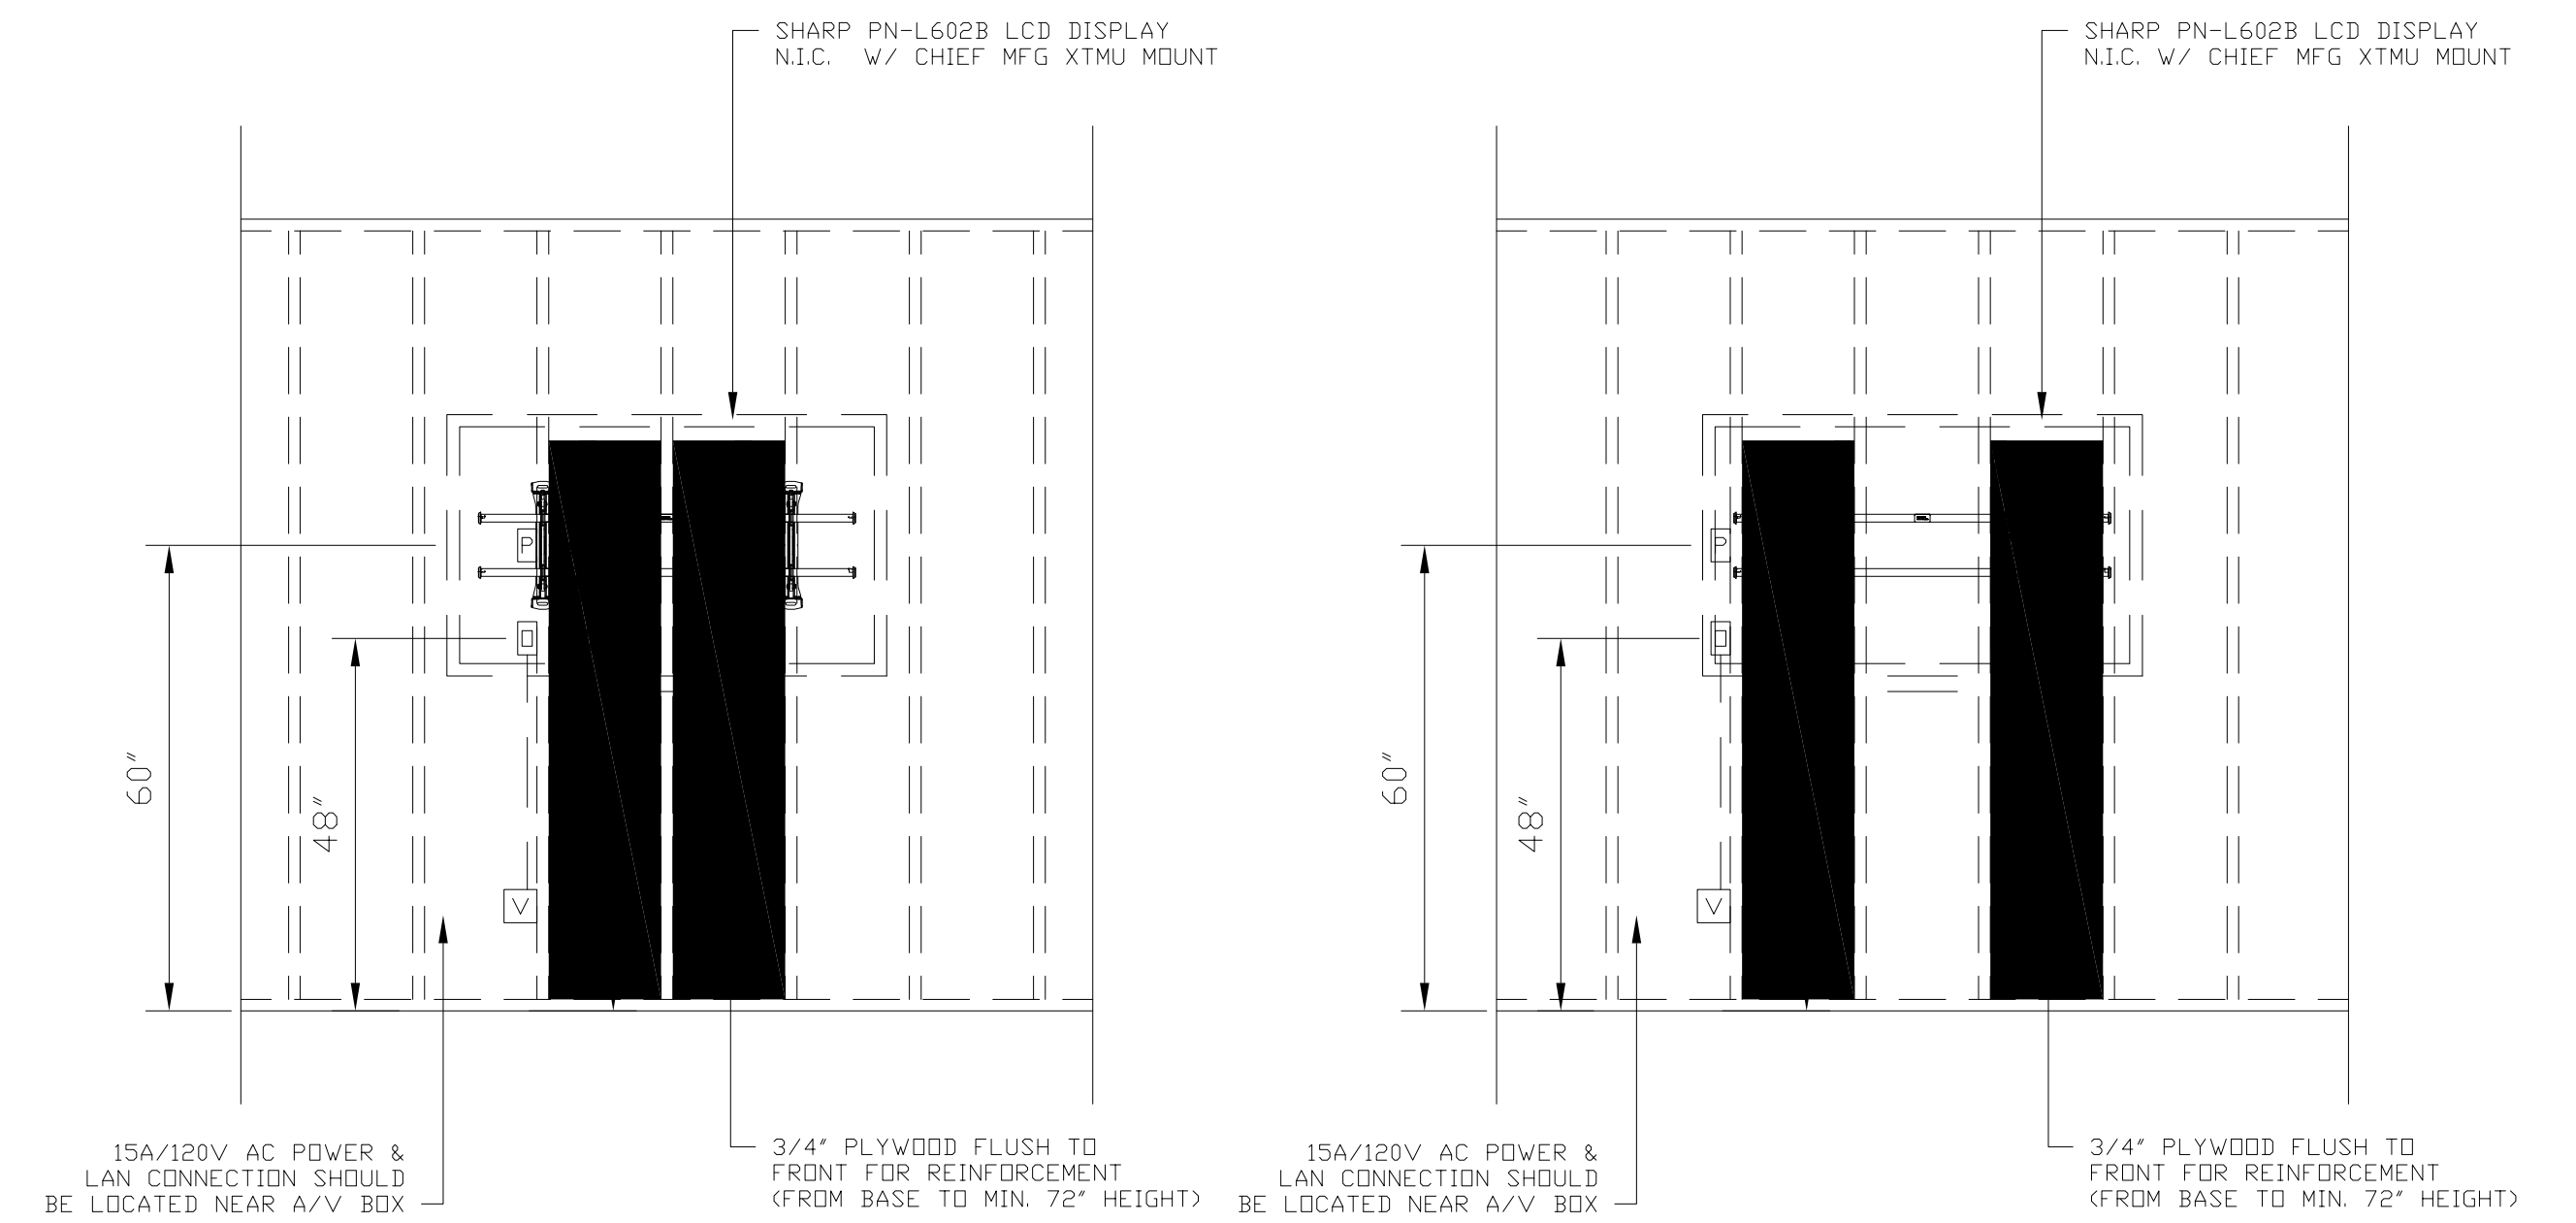 SHARP PN-L602B LCD DISPLAY
N.I.C. W/ CHIEF MFG XTMU MOUNT
SHARP PN-L602B LCD DISPLAY
N.I.C. W/ CHIEF MFG XTMU MOUNT
P
60"
48"
V
15A/120V AC POWER &
LAN CONNECTION SHOULD
BE LOCATED NEAR A/V BOX
3/4" PLYWOOD FLUSH TO
FRONT FOR REINFORCEMENT
(FROM BASE TO MIN. 72" HEIGHT)
P
60"
48"
V
15A/120V AC POWER &
LAN CONNECTION SHOULD
BE LOCATED NEAR A/V BOX
3/4" PLYWOOD FLUSH TO
FRONT FOR REINFORCEMENT
(FROM BASE TO MIN. 72" HEIGHT)